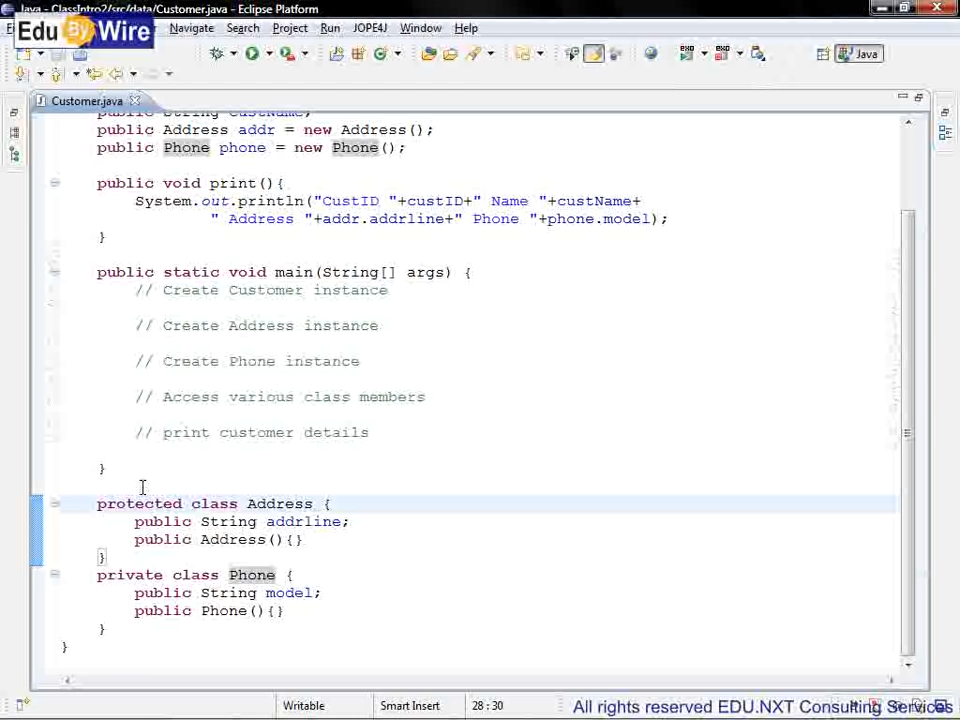 Java - ClassIntro2/src/data/Customer.java - Eclipse Platform
Edu By Wire
Navigate Search Project Run JOPE4J Window Help
Java
Customer.java
public String custName;
public Address addr = new Address();
public Phone phone = new Phone();
public void print(){
System.out.println("CustID "+custID+" Name "+custName+
" Address "+addr.addrline+" Phone "+phone.model);
}
public static void main(String[] args) {
// Create Customer instance
// Create Address instance
// Create Phone instance
// Access various class members
// print customer details
}
protected class Address {
public String addrline;
public Address(){}
}
private class Phone {
public String model;
public Phone(){}
}
}
Writable Smart Insert 28 : 30
All rights reserved EDU.NXT Consulting Services